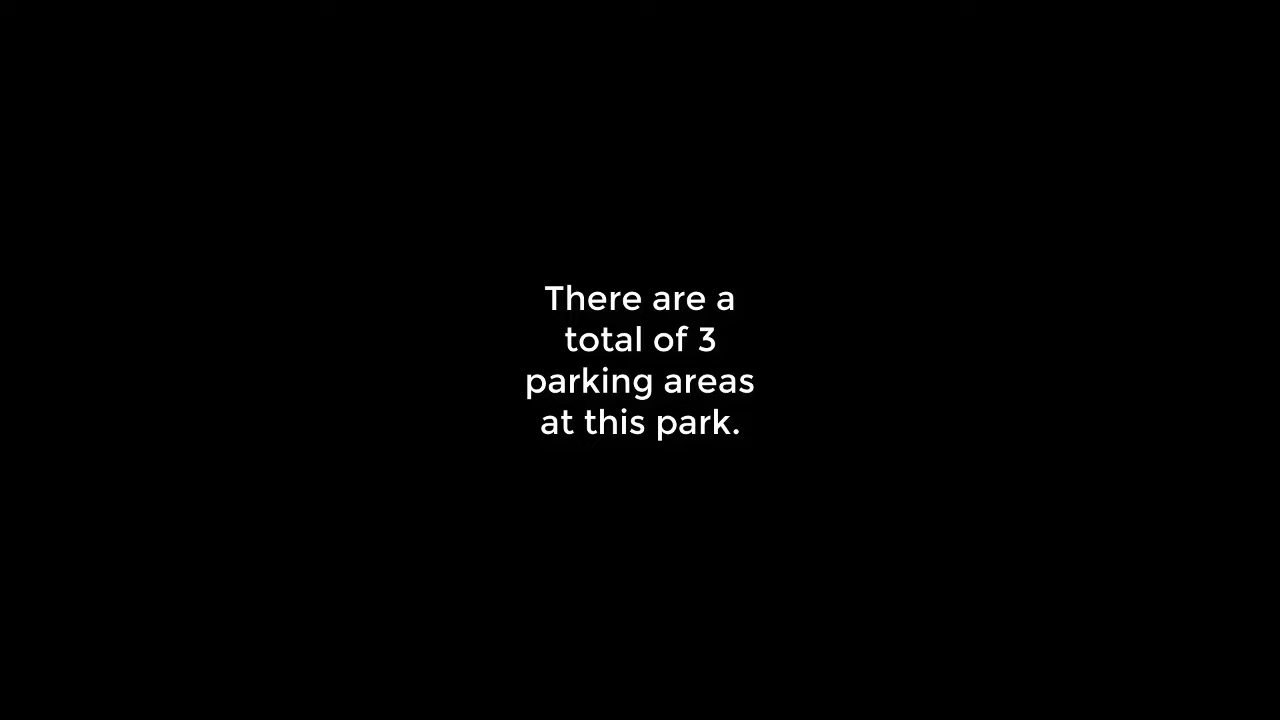 There are a
total of 3
parking areas
at this park.